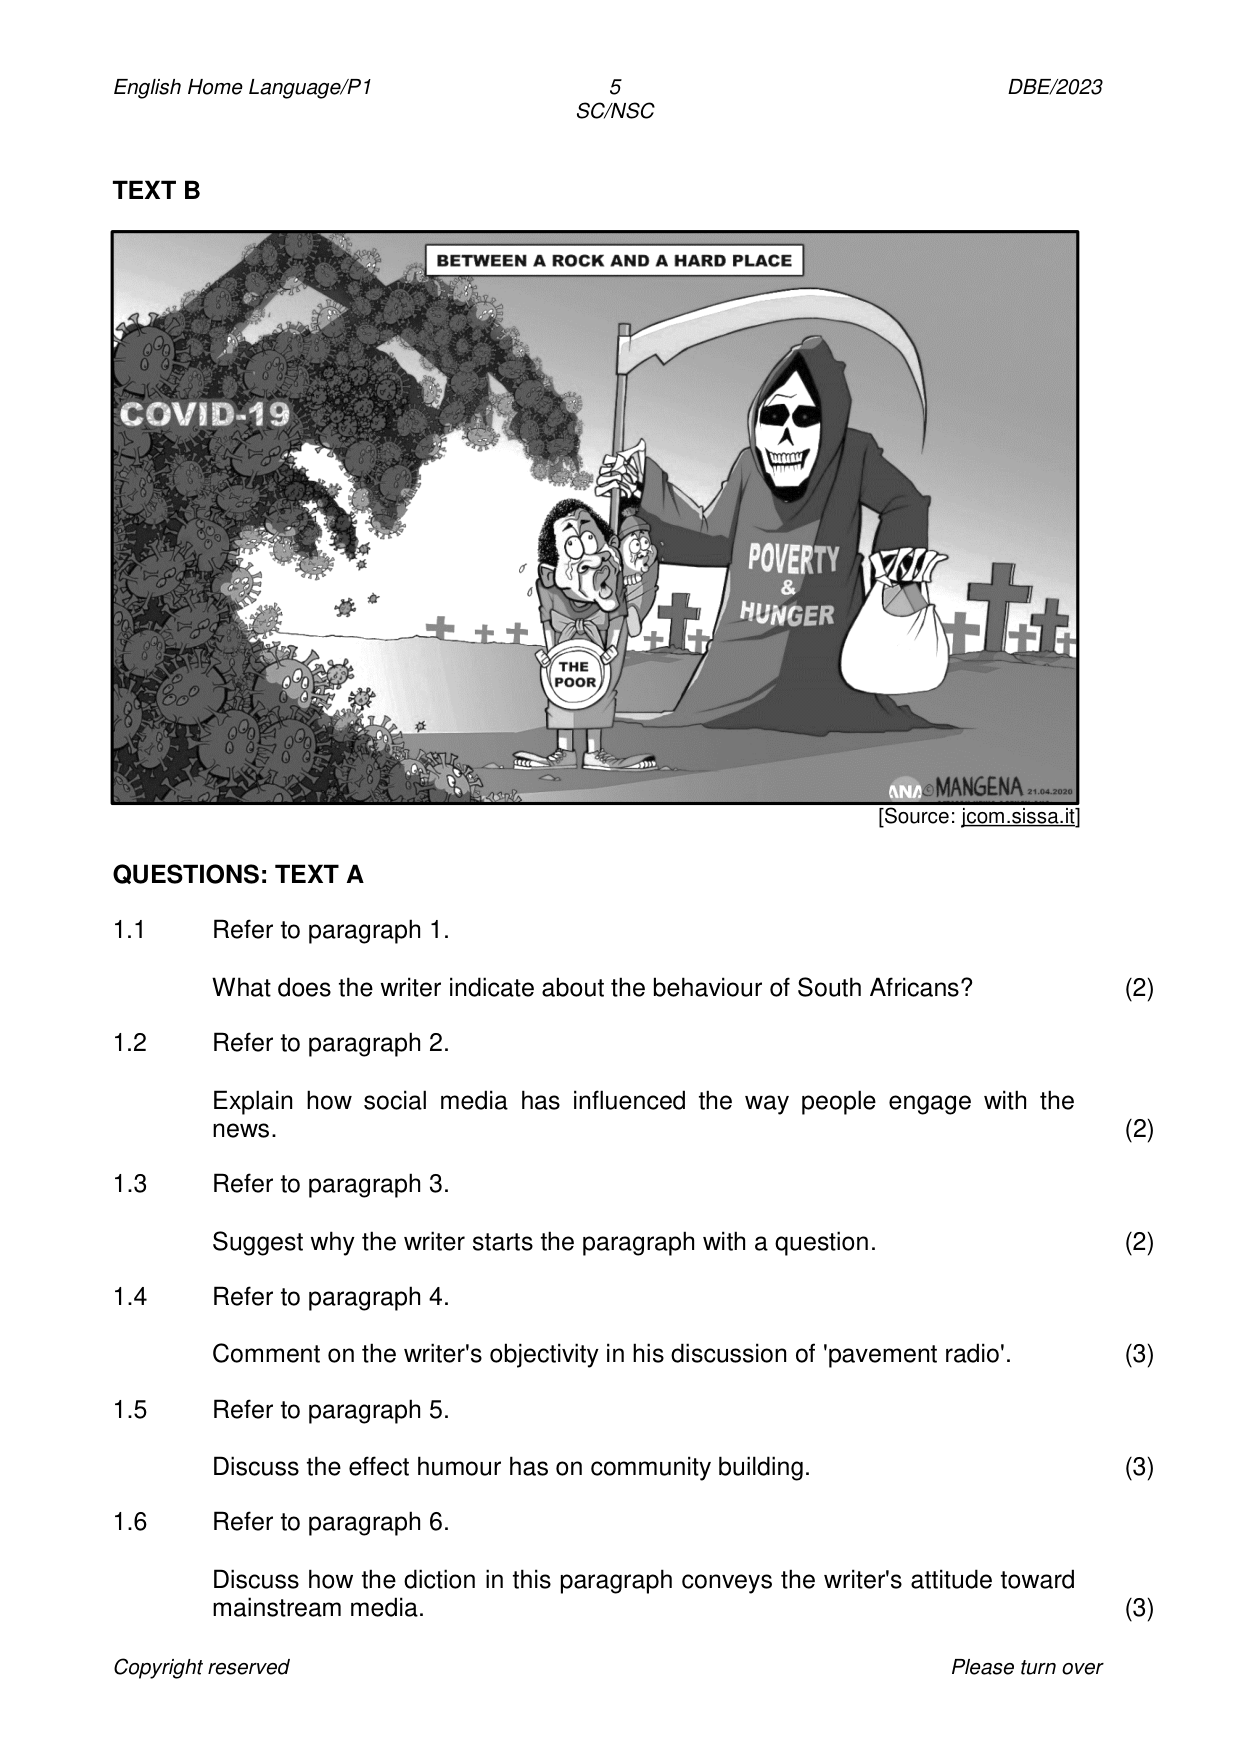 English Home Language/P1 5 DBE/2023
SC/NSC
TEXT B
BETWEEN A ROCK AND A HARD PLACE
COVID-19
POVERTY
&
HUNGER
THE
POOR
ANA © MANGENA 21.04.2020
[Source: jcom.sissa.it]
QUESTIONS: TEXT A
1.1 Refer to paragraph 1.
What does the writer indicate about the behaviour of South Africans? (2)
1.2 Refer to paragraph 2.
Explain how social media has influenced the way people engage with the
news. (2)
1.3 Refer to paragraph 3.
Suggest why the writer starts the paragraph with a question. (2)
1.4 Refer to paragraph 4.
Comment on the writer's objectivity in his discussion of 'pavement radio'. (3)
1.5 Refer to paragraph 5.
Discuss the effect humour has on community building. (3)
1.6 Refer to paragraph 6.
Discuss how the diction in this paragraph conveys the writer's attitude toward
mainstream media. (3)
Copyright reserved Please turn over